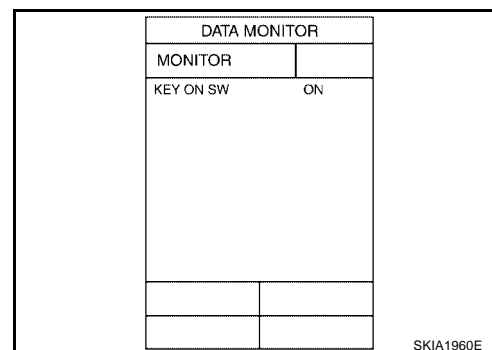 DATA MONITOR
MONITOR
KEY ON SW ON
SKIA1960E